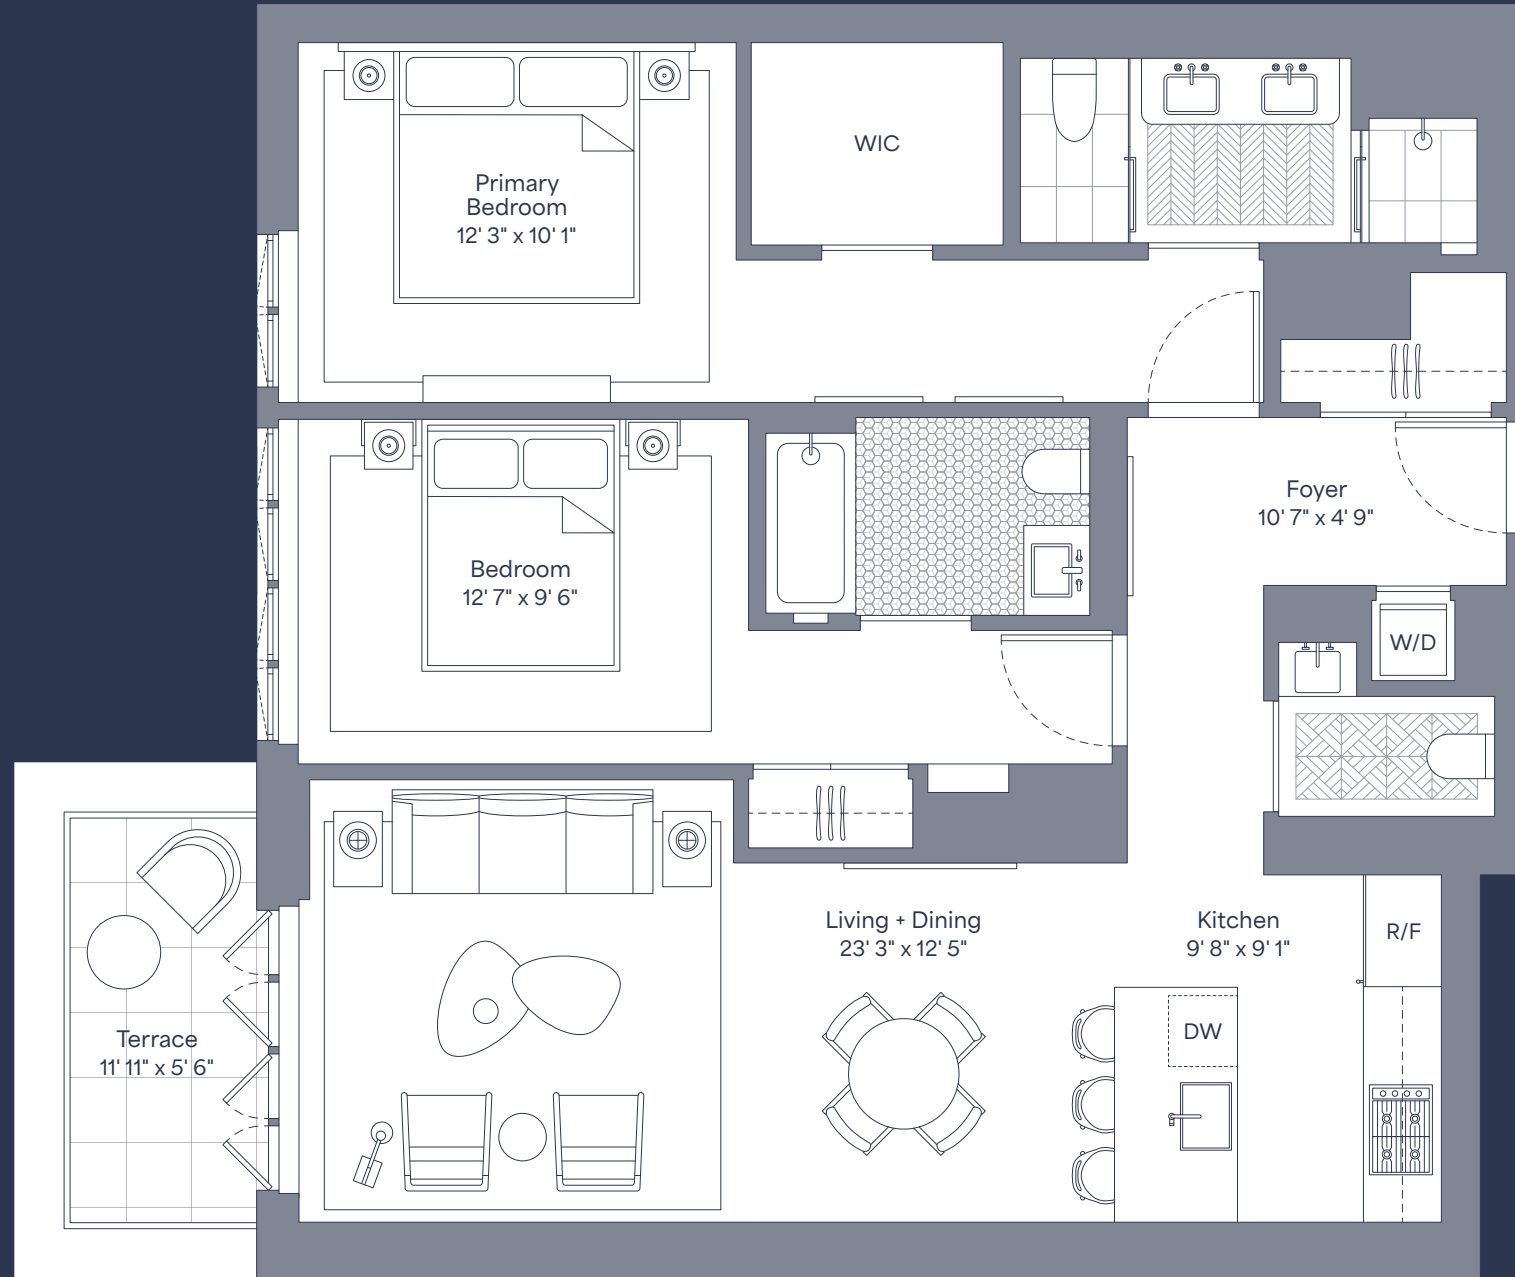 WIC
Primary
Bedroom
12' 3" x 10' 1"
Foyer
10' 7" x 4' 9"
Bedroom
12' 7" x 9' 6"
W/D
Living + Dining
23' 3" x 12' 5"
Kitchen
9' 8" x 9' 1"
R/F
Terrace
11' 11" x 5' 6"
DW